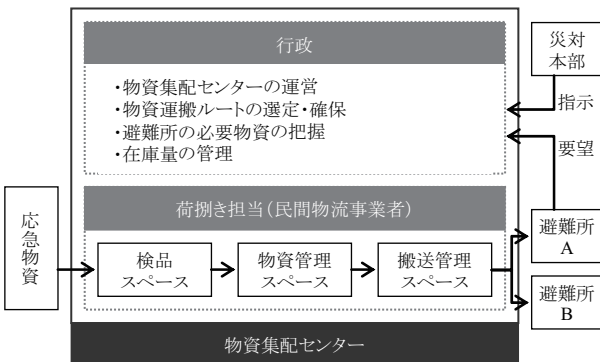 行政
・物資集配センターの運営
・物資運搬ルートの選定・確保
・避難所の必要物資の把握
・在庫量の管理
災対
本部
指示
要望
荷捌き担当（民間物流事業者）
応急物資
検品
スペース
物資管理
スペース
搬送管理
スペース
避難所
A
避難所
B
物資集配センター